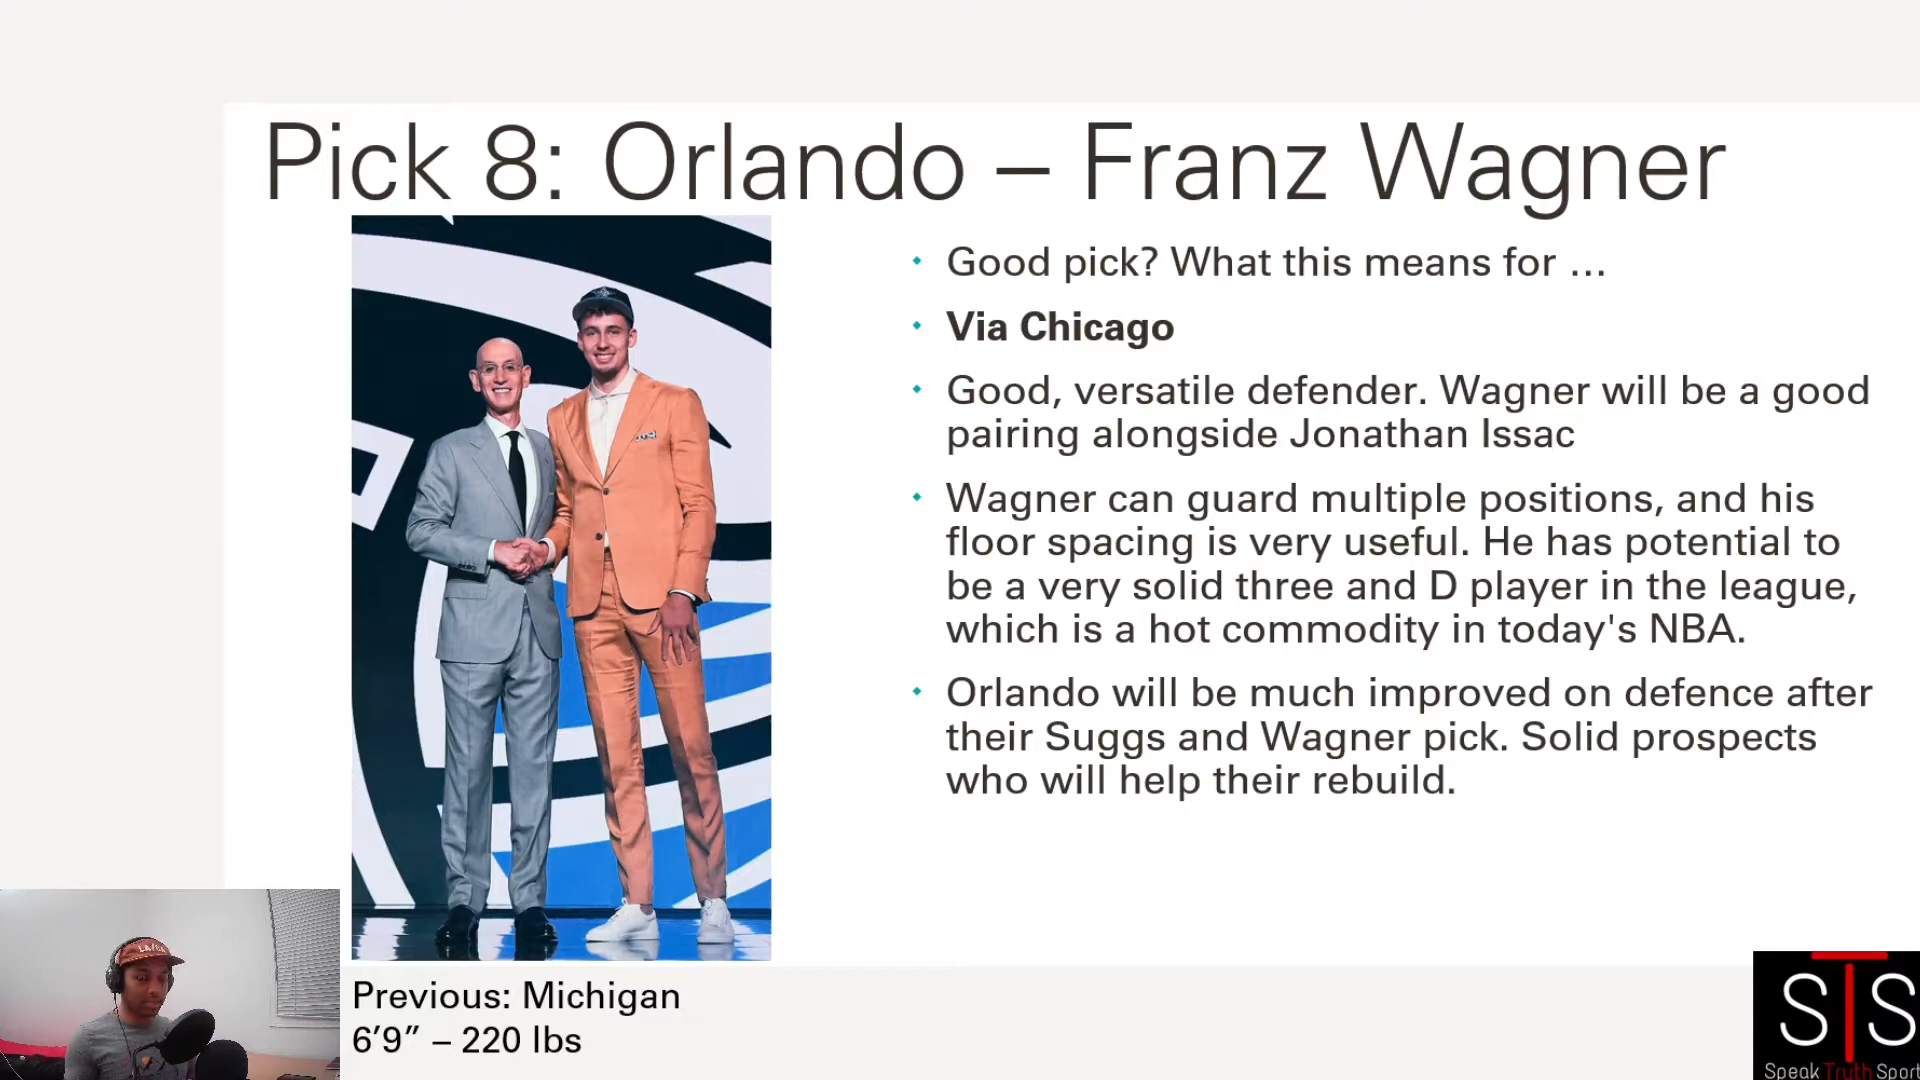 Pick 8: Orlando – Franz Wagner
Good pick? What this means for ...
Via Chicago
Good, versatile defender. Wagner will be a good
pairing alongside Jonathan Issac
Wagner can guard multiple positions, and his
floor spacing is very useful. He has potential to
be a very solid three and D player in the league,
which is a hot commodity in today's NBA.
Orlando will be much improved on defence after
their Suggs and Wagner pick. Solid prospects
who will help their rebuild.
Previous: Michigan
6’9” – 220 lbs
STS
Speak Truth Sport